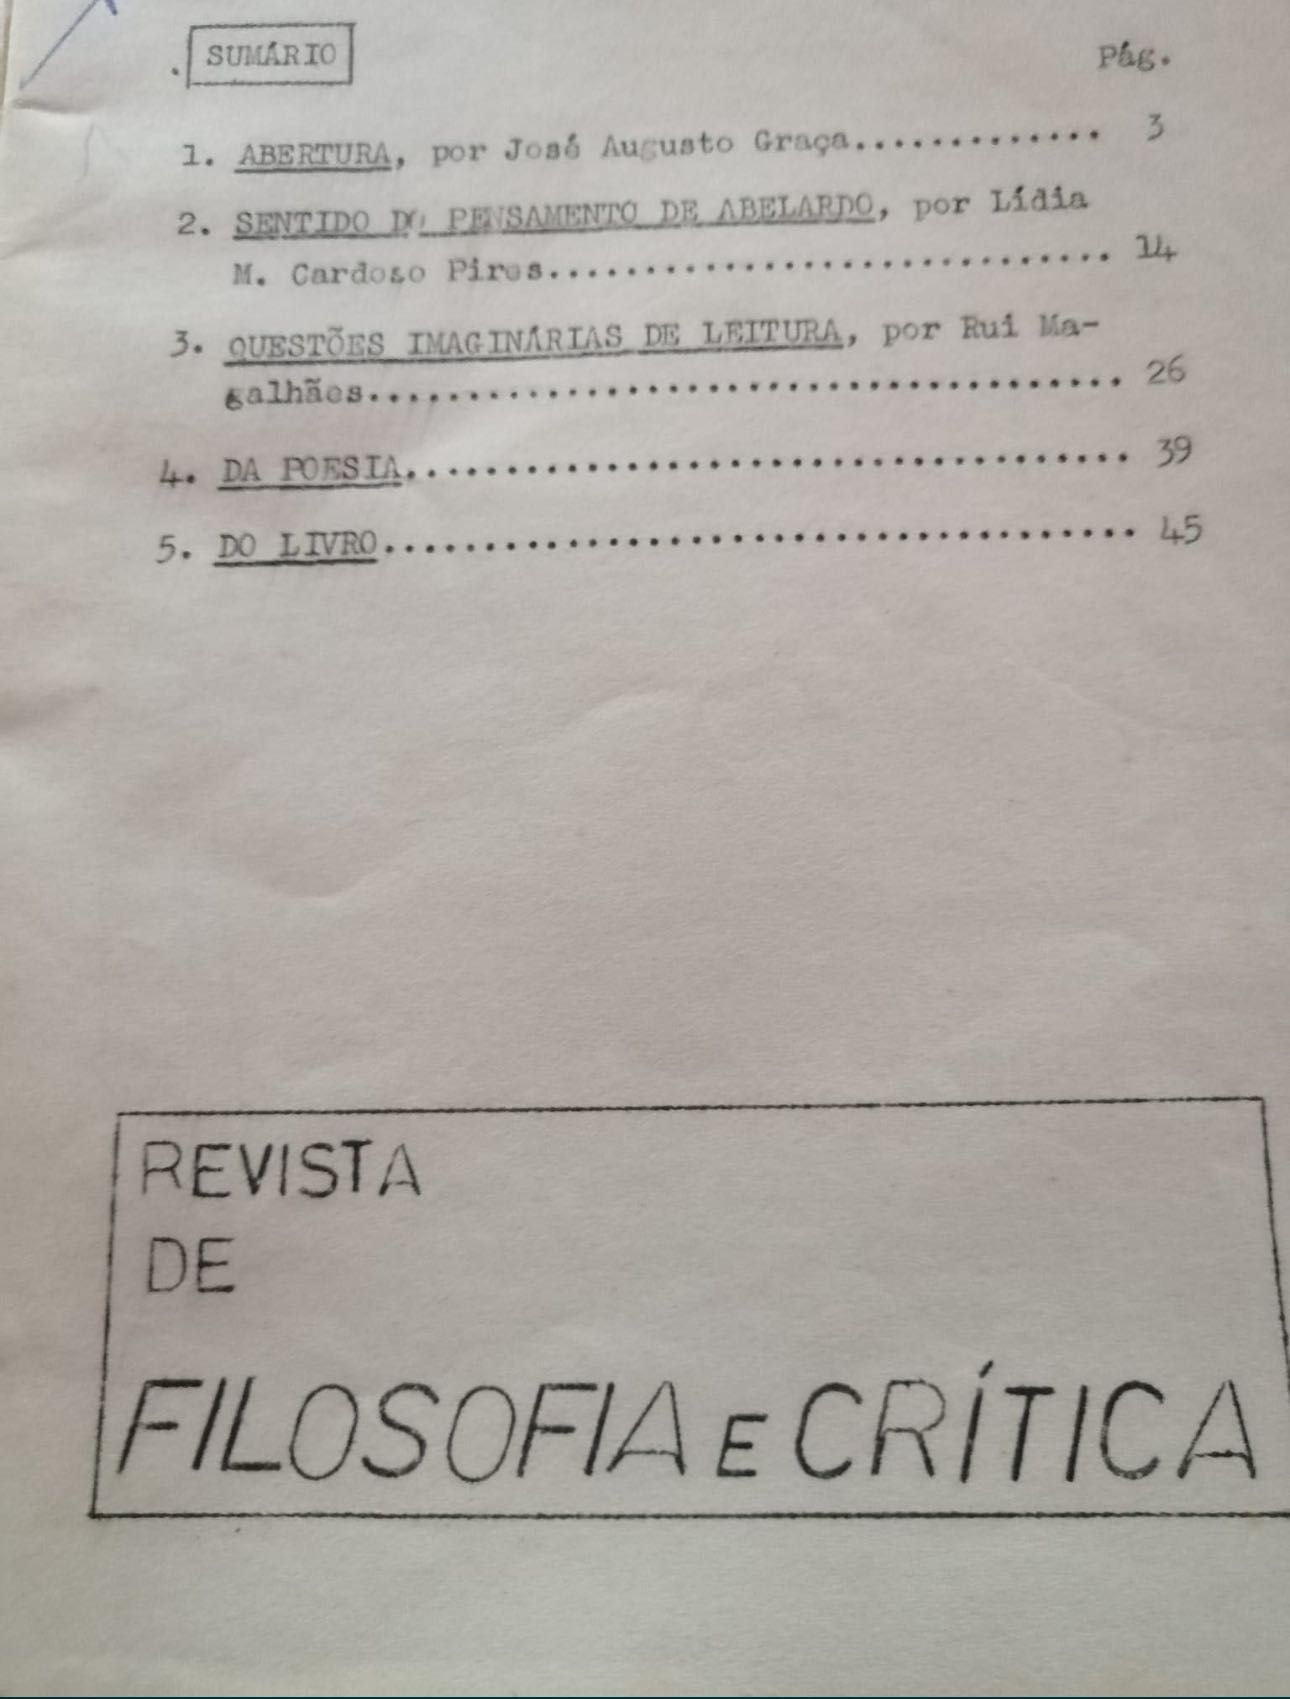 . SUMÁRIO Pág.
1. ABERTURA, por José Augusto Graça............. 3
2. SENTIDO DO PENSAMENTO DE ABELARDO, por Lídia
M. Cardoso Pires............................. 14
3. QUESTÕES IMAGINÁRIAS DE LEITURA, por Rui Ma-
galhães...................................... 26
4. DA POESIA.................................... 39
5. DO LIVRO...................................... 45
REVISTA
DE
FILOSOFIA E CRÍTICA